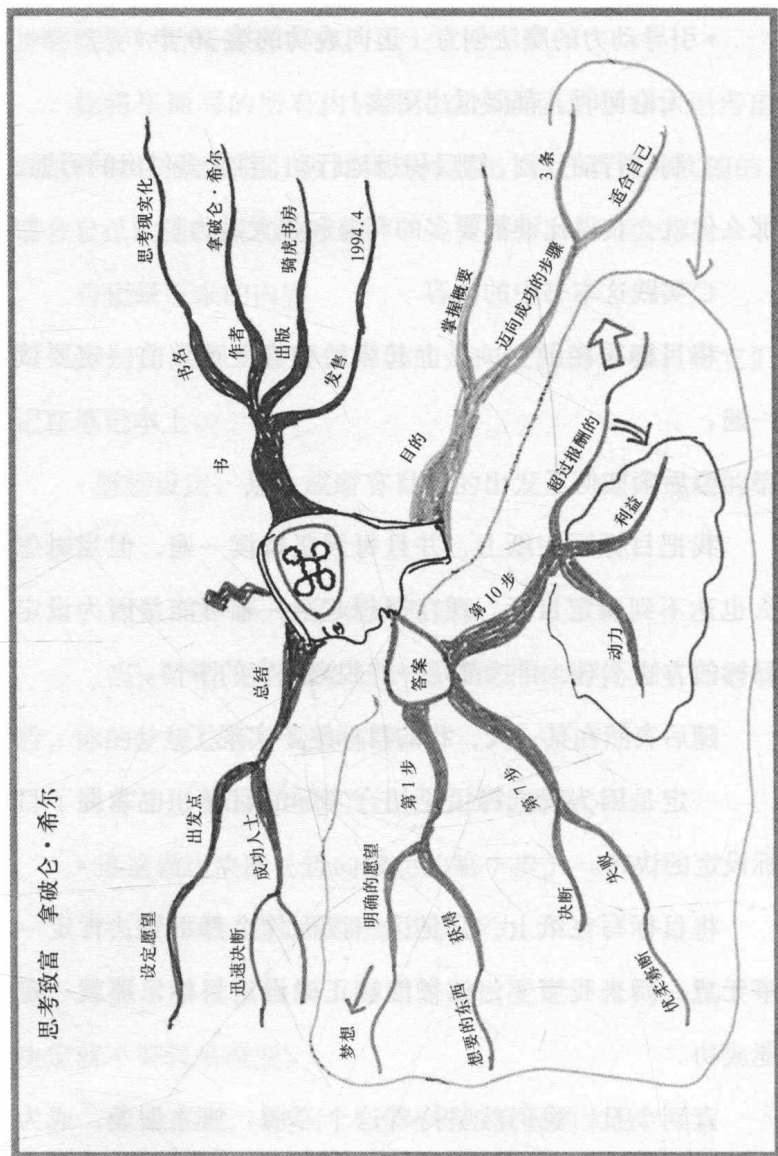 思考致富 拿破仑·希尔
总结
出发点
设定愿望
成功人士
迅速决断
书
书名
思考现实化
作者
拿破仑·希尔
出版
骑虎书房
发售
1994.4
目的
掌握概要
迈向成功的步骤
适合自己
答案
第1步
明确的愿望
梦想
获得
想要的东西
第7步
决断
失败
优柔寡断
第10步
超过报酬的
利益
动力